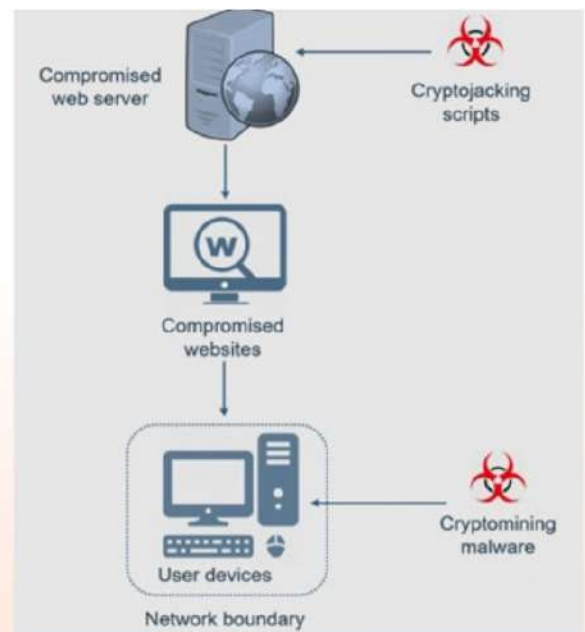 Compromised
web server
Cryptojacking
scripts
W
Compromised
websites
Cryptomining
malware
User devices
Network boundary